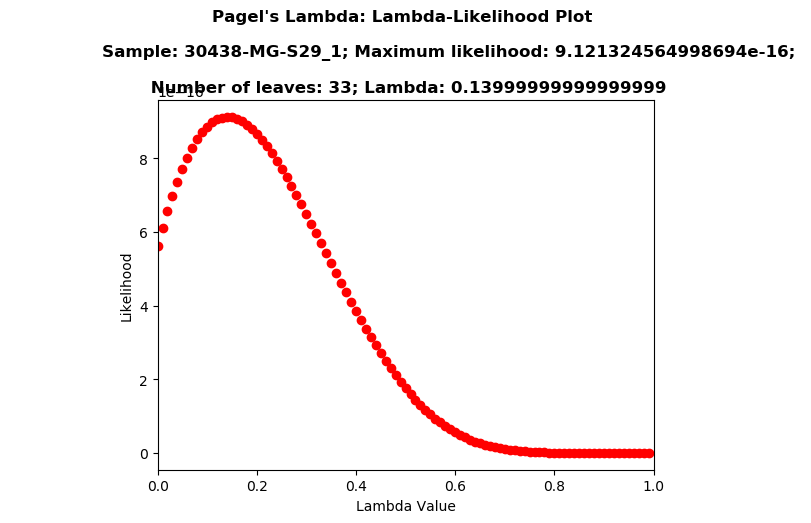 Pagel's Lambda: Lambda-Likelihood Plot
Sample: 30438-MG-S29_1; Maximum likelihood: 9.121324564998694e-16;
Number of leaves: 33; Lambda: 0.13999999999999999
1e−16
8
6
4
2
0
Likelihood
0.0 0.2 0.4 0.6 0.8 1.0
Lambda Value